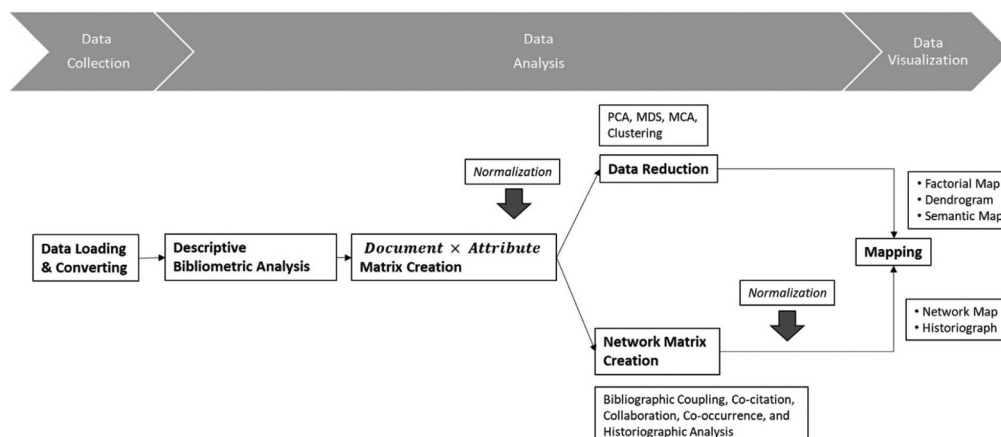 Data
Collection
Data
Analysis
Data
Visualization
PCA, MDS, MCA,
Clustering
Normalization
Data Reduction
• Factorial Map
• Dendrogram
• Semantic Map
Data Loading
& Converting
Descriptive
Bibliometric Analysis
Document × Attribute
Matrix Creation
Mapping
Normalization
• Network Map
• Historiograph
Network Matrix
Creation
Bibliographic Coupling, Co-citation,
Collaboration, Co-occurrence, and
Historiographic Analysis